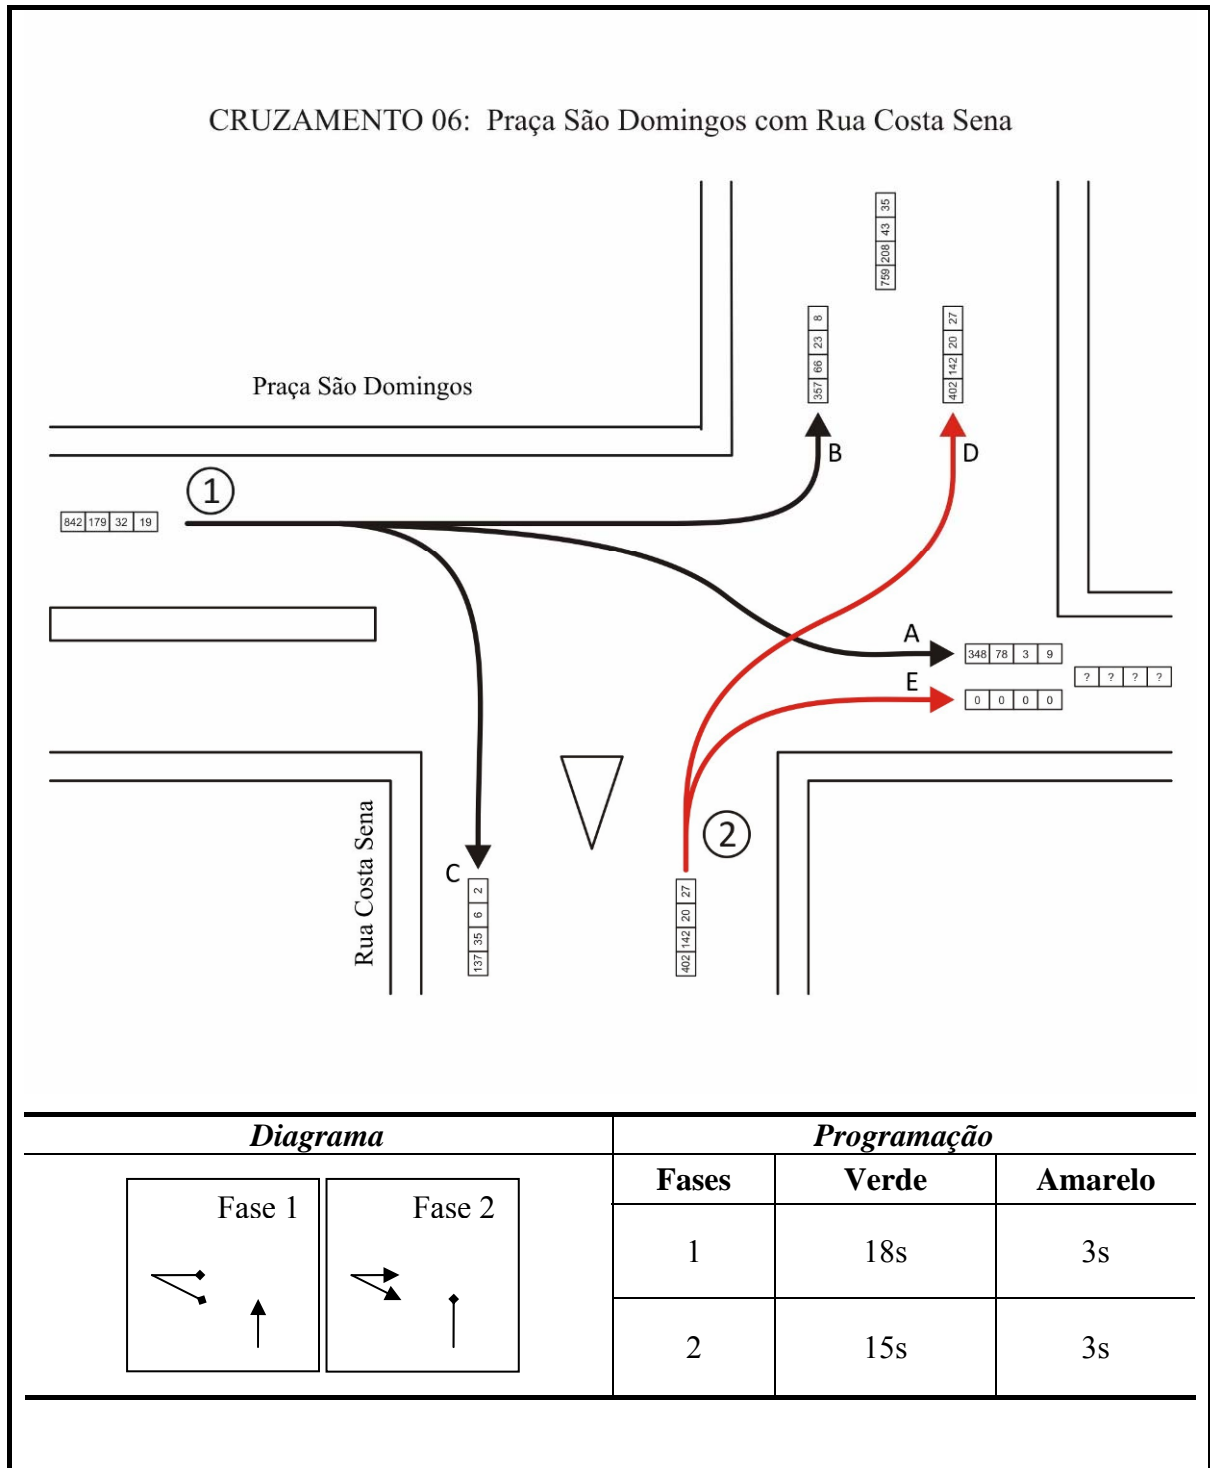 CRUZAMENTO 06: Praça São Domingos com Rua Costa Sena
759 208 43 35
357 66 23 8
402 142 20 27
Praça São Domingos
B
D
1
842 179 32 19
A
348 78 3 9
? ? ? ?
E
0 0 0 0
Rua Costa Sena
2
C
137 35 6 2
402 142 20 27
Diagrama
Programação
Fases Verde Amarelo
Fase 1
Fase 2
1 18s 3s
2 15s 3s